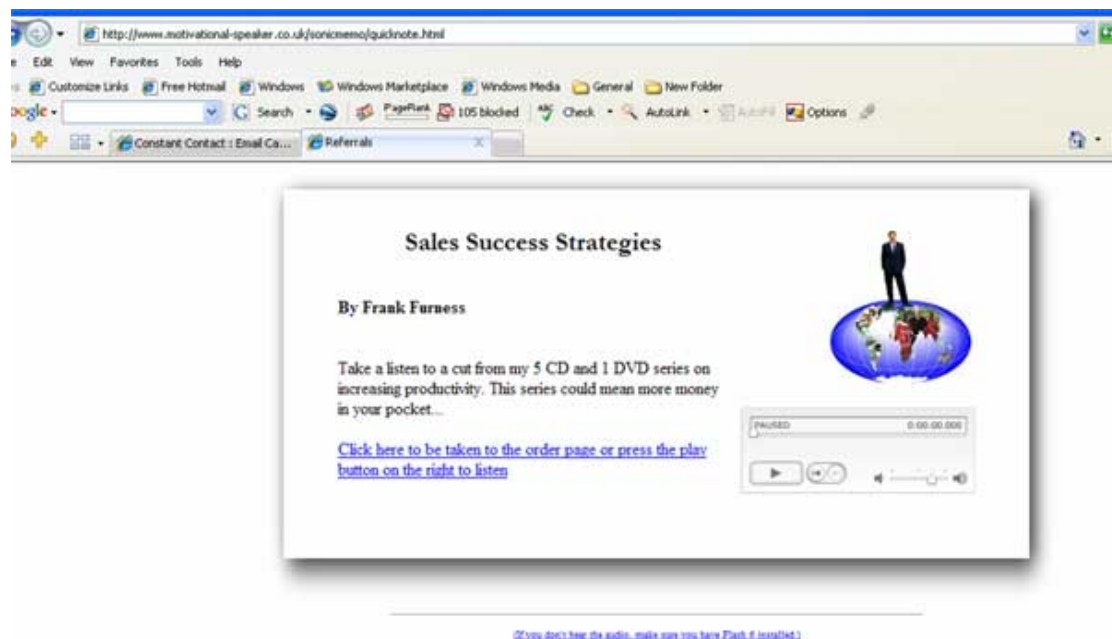 http://www.motivational-speaker.co.uk/sonicmemo/quicknote.html
Edit View Favorites Tools Help
Customize Links Free Hotmail Windows Windows Marketplace Windows Media General New Folder
Search PageRank 105 blocked Check AutoLink AutoFill Options
Constant Contact : Email Ca... Referrals
Sales Success Strategies
By Frank Furness
Take a listen to a cut from my 5 CD and 1 DVD series on
increasing productivity. This series could mean more money
in your pocket...
Click here to be taken to the order page or press the play
button on the right to listen
PAUSED 0:00:00.000
(If you don't hear the audio, make sure you have Flash 6 installed.)